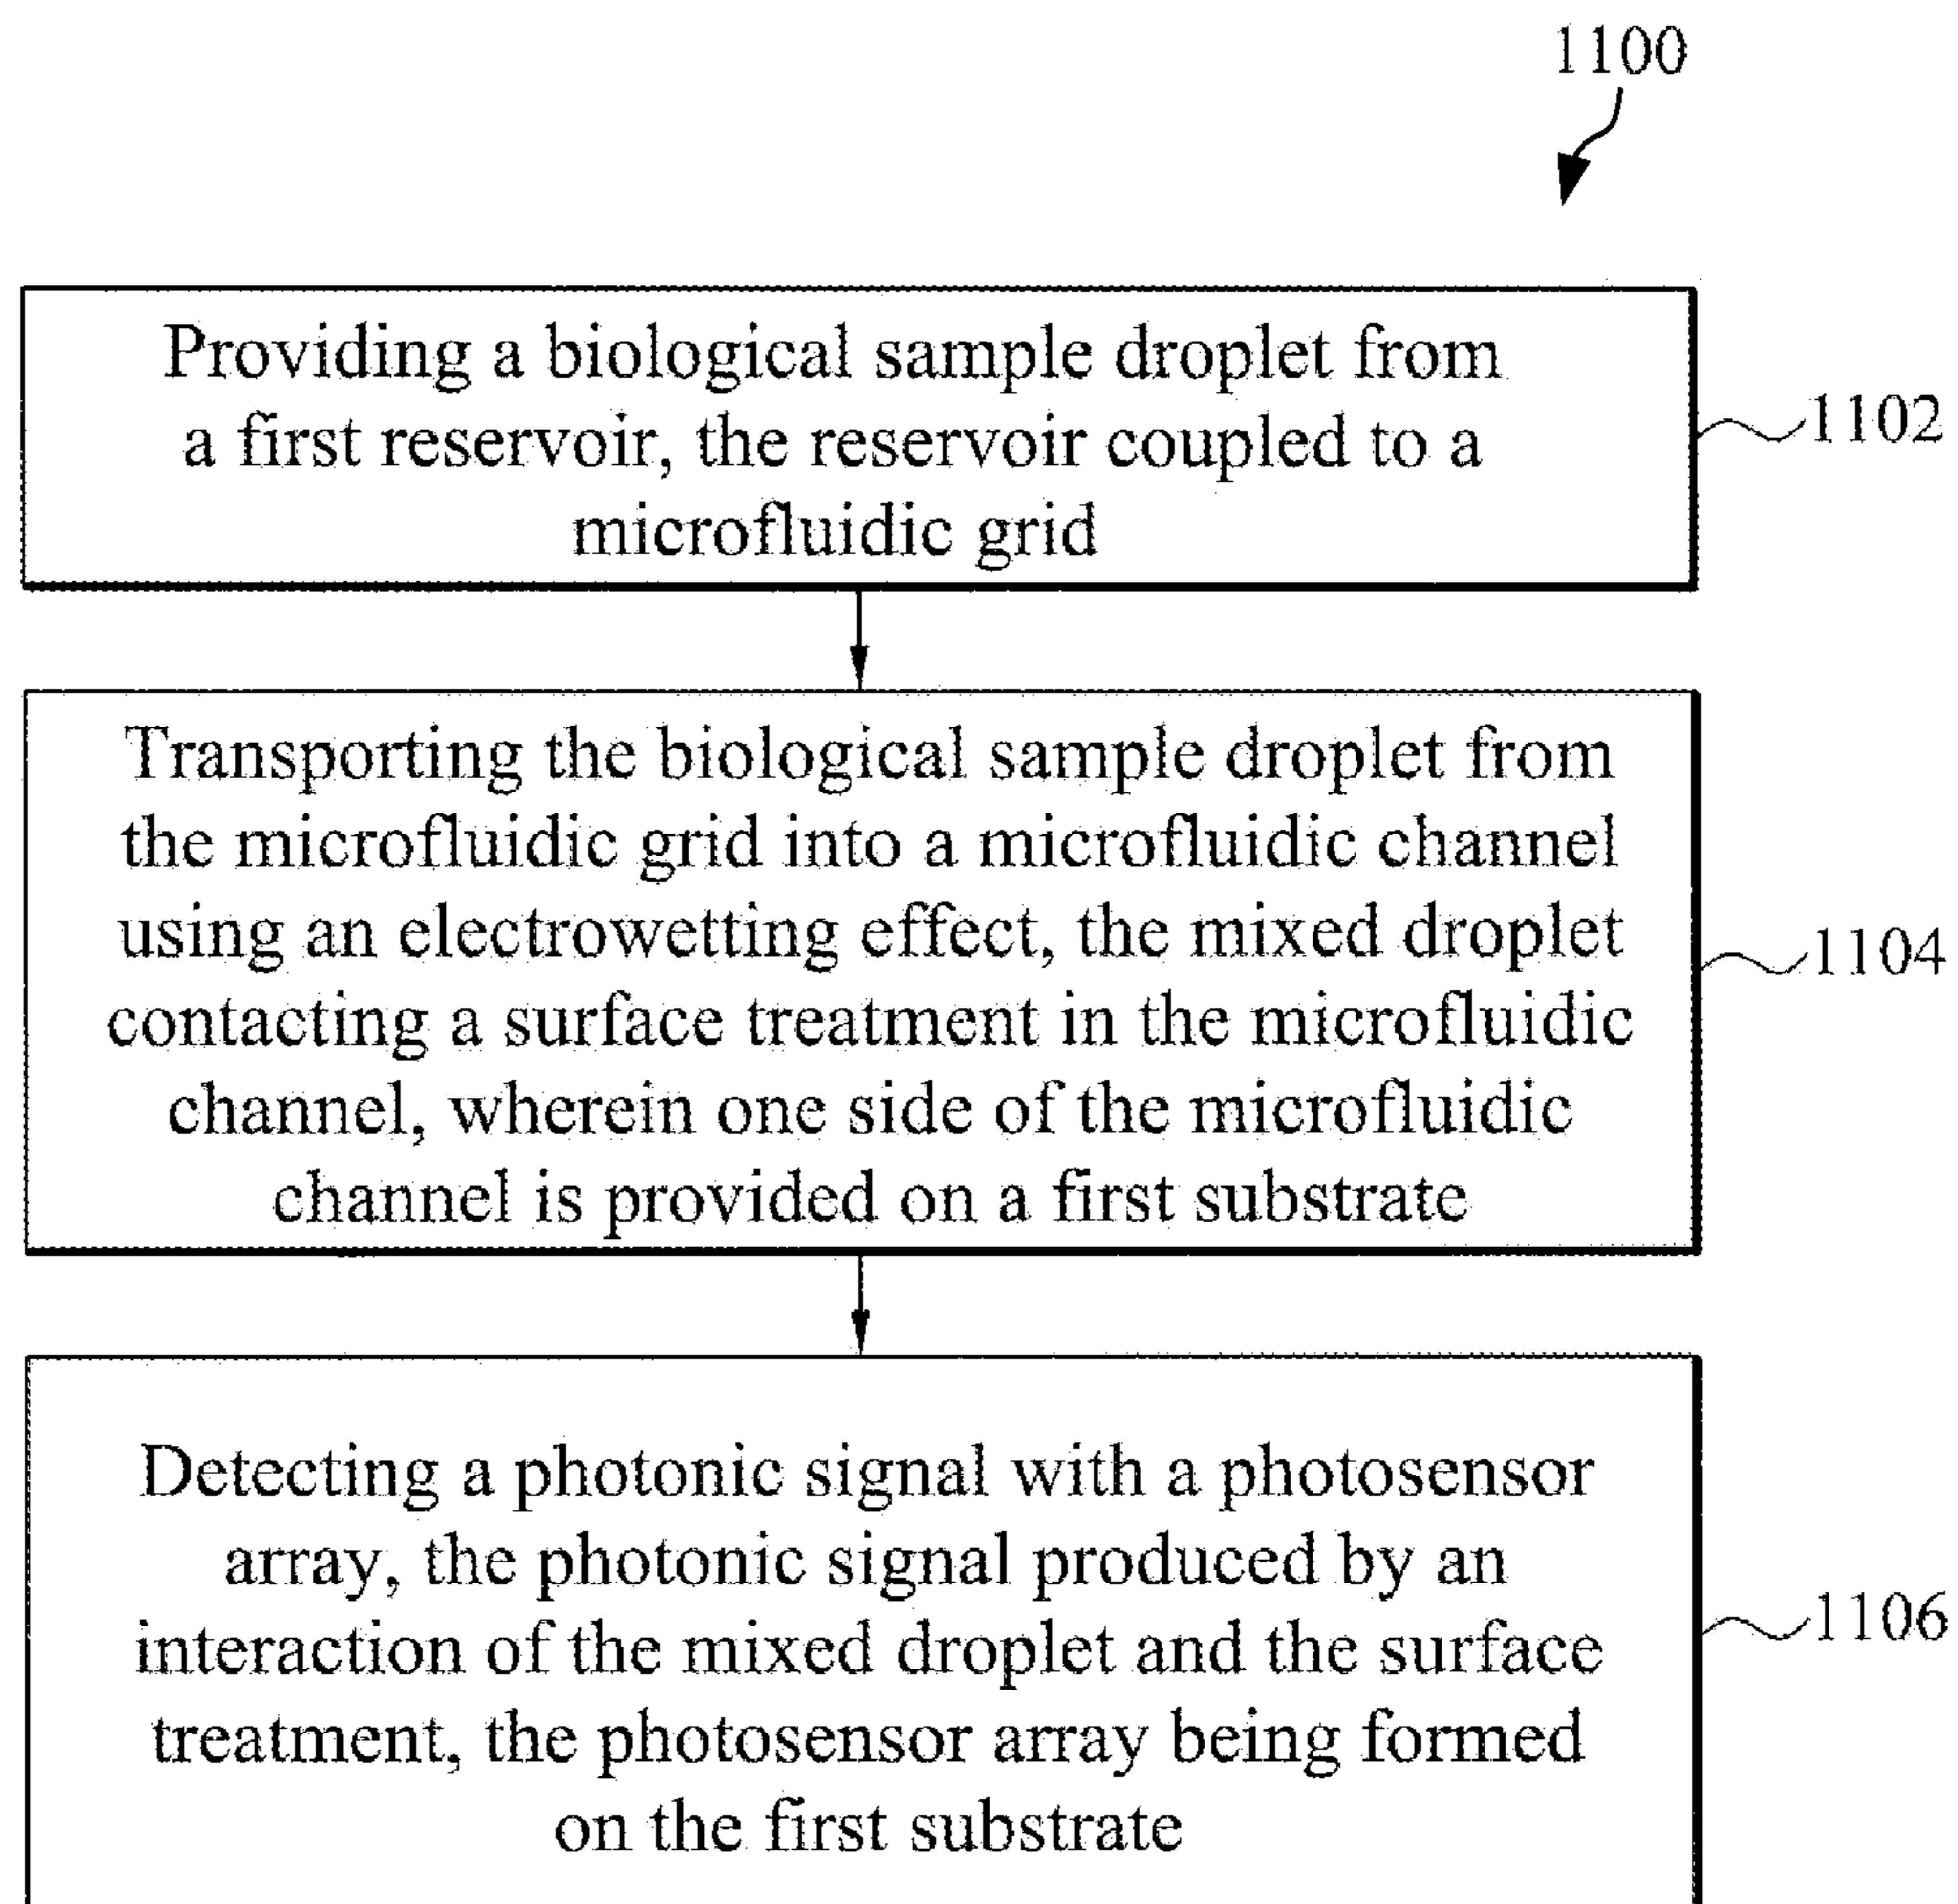 1100
Providing a biological sample droplet from
a first reservoir, the reservoir coupled to a
microfluidic grid
1102
Transporting the biological sample droplet from
the microfluidic grid into a microfluidic channel
using an electrowetting effect, the mixed droplet
contacting a surface treatment in the microfluidic
channel, wherein one side of the microfluidic
channel is provided on a first substrate
1104
Detecting a photonic signal with a photosensor
array, the photonic signal produced by an
interaction of the mixed droplet and the surface
treatment, the photosensor array being formed
on the first substrate
1106